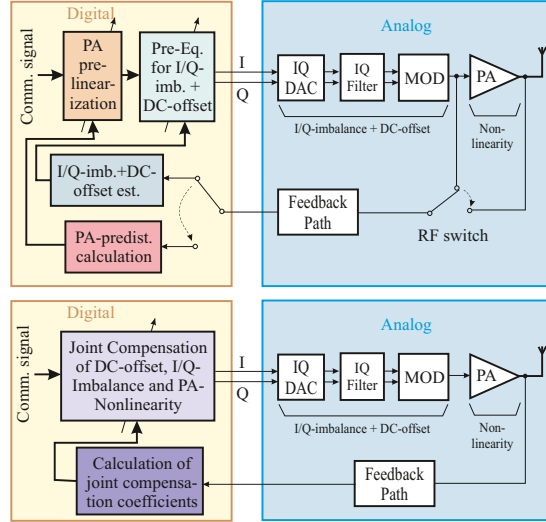 Digital
Analog
Comm. signal
PA
pre-
linear-
ization
Pre-Eq.
for I/Q-
imb. +
DC-offset
I
Q
IQ
DAC
IQ
Filter
MOD
PA
I/Q-imbalance + DC-offset
Non-
linearity
I/Q-imb.+DC-
offset est.
Feedback
Path
RF switch
PA-predist.
calculation
Digital
Analog
Comm. signal
Joint Compensation
of DC-offset, I/Q-
Imbalance and PA-
Nonlinearity
I
Q
IQ
DAC
IQ
Filter
MOD
PA
I/Q-imbalance + DC-offset
Non-
linearity
Calculation of
joint compensa-
tion coefficients
Feedback
Path